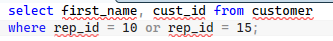 select first_name, cust_id from customer
where rep_id = 10 or rep_id = 15;